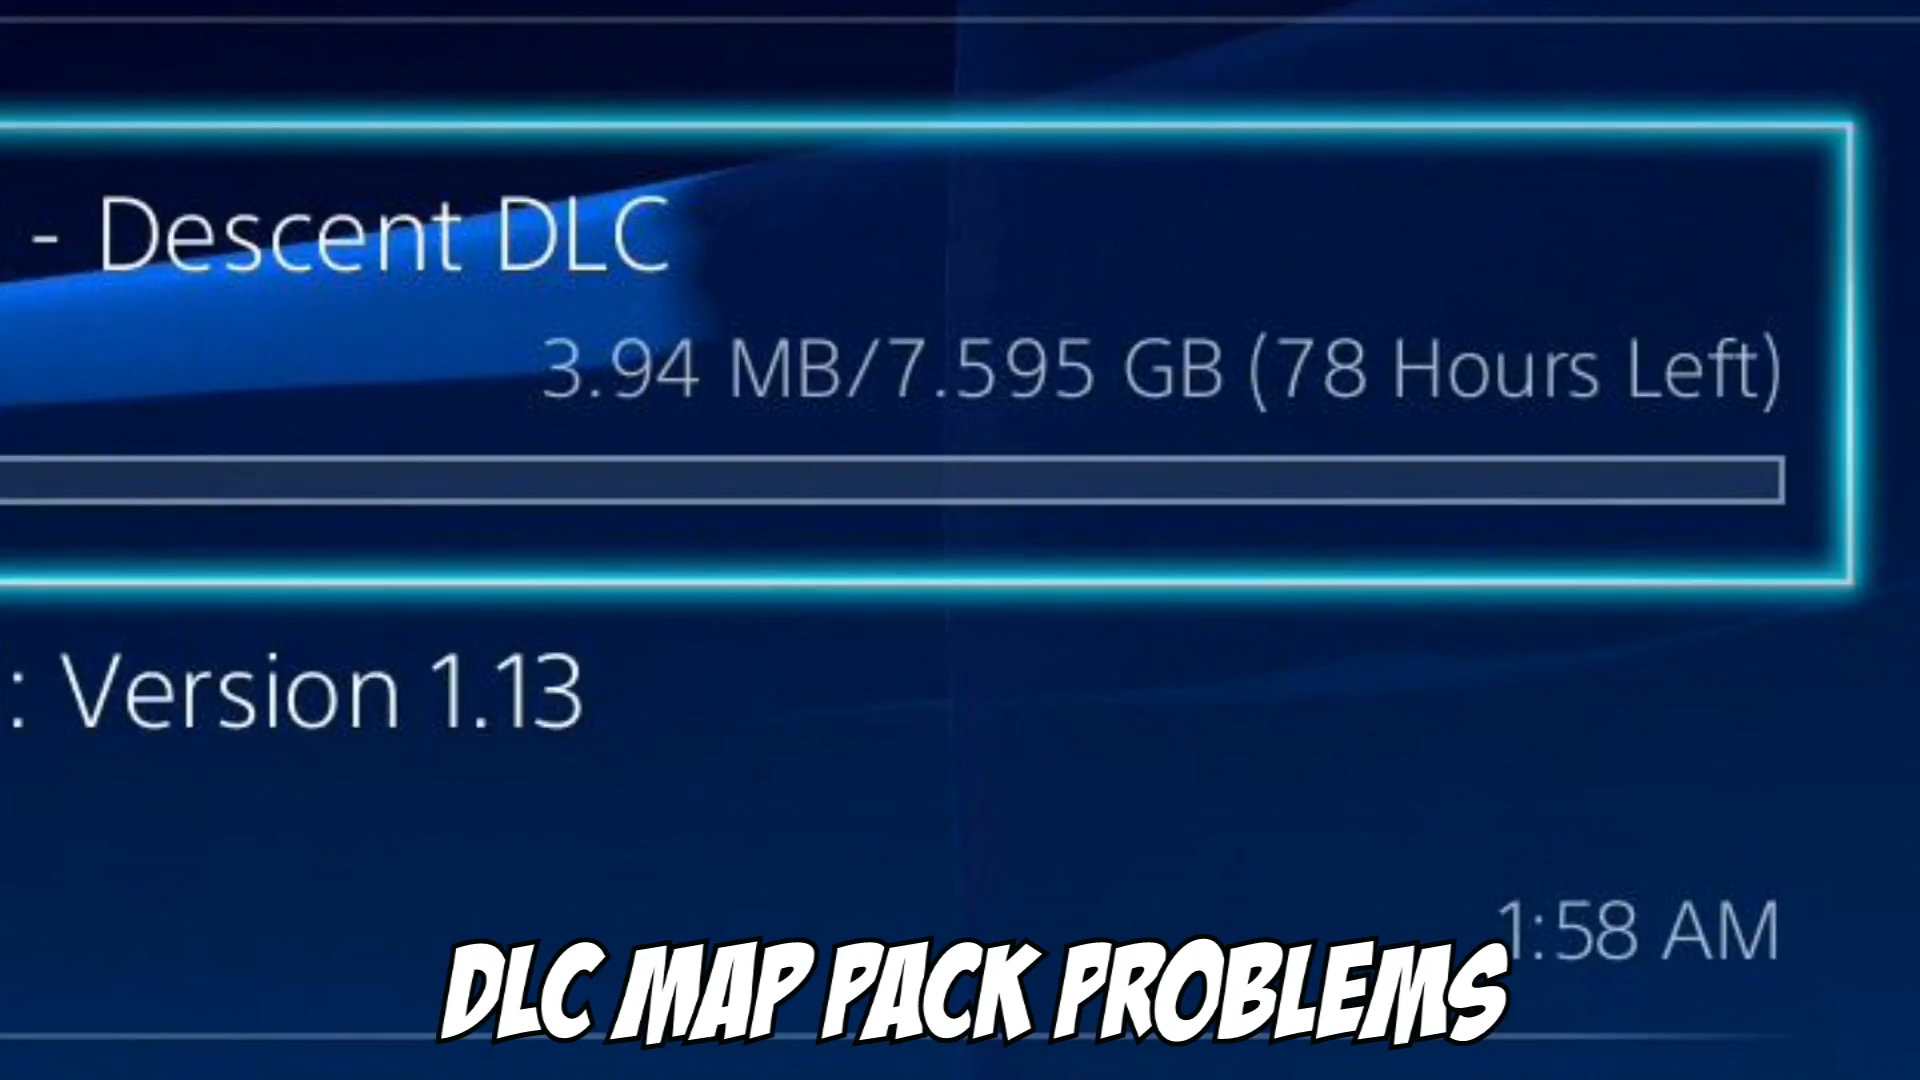 - Descent DLC
3.94 MB/7.595 GB (78 Hours Left)
: Version 1.13
1:58 AM
DLC MAP PACK PROBLEMS